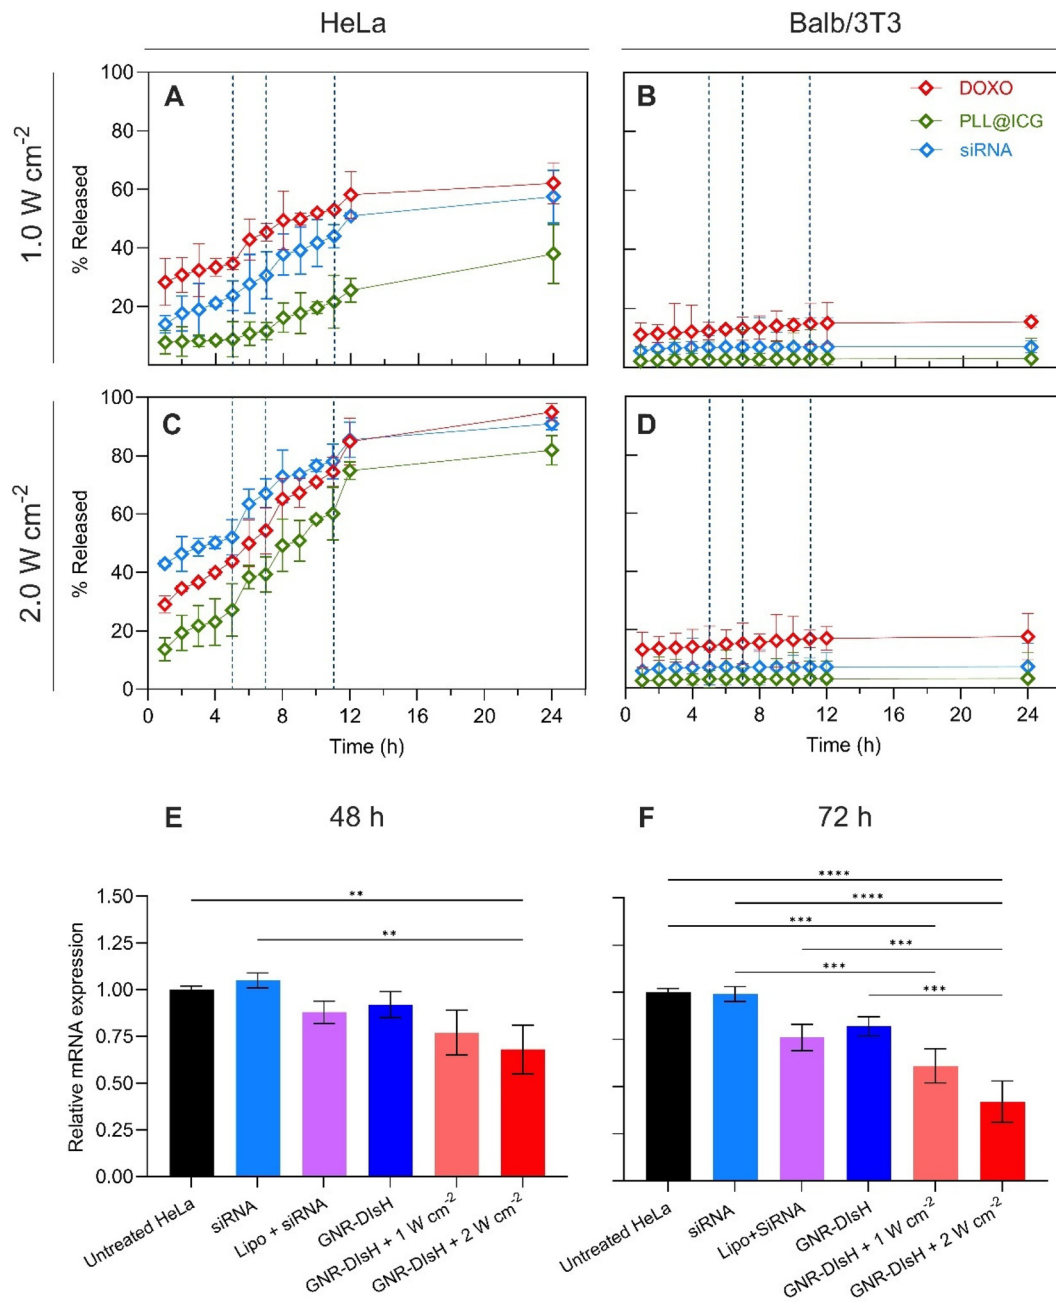 HeLa
Balb/3T3
1.0 W cm-2
A
B
DOXO
PLL@ICG
siRNA
% Released
100
80
60
40
20
2.0 W cm-2
C
D
% Released
100
80
60
40
20
0
0 4 8 12 16 20 24
Time (h)
0 4 8 12 16 20 24
Time (h)
E
48 h
F
72 h
Relative mRNA expression
1.50
1.25
1.00
0.75
0.50
0.25
0.00
**
**
****
****
***
***
***
***
Untreated HeLa
siRNA
Lipo + siRNA
GNR-DIsH
GNR-DIsH + 1 W cm-2
GNR-DIsH + 2 W cm-2
Untreated HeLa
siRNA
Lipo+SiRNA
GNR-DIsH
GNR-DIsH + 1 W cm-2
GNR-DIsH + 2 W cm-2